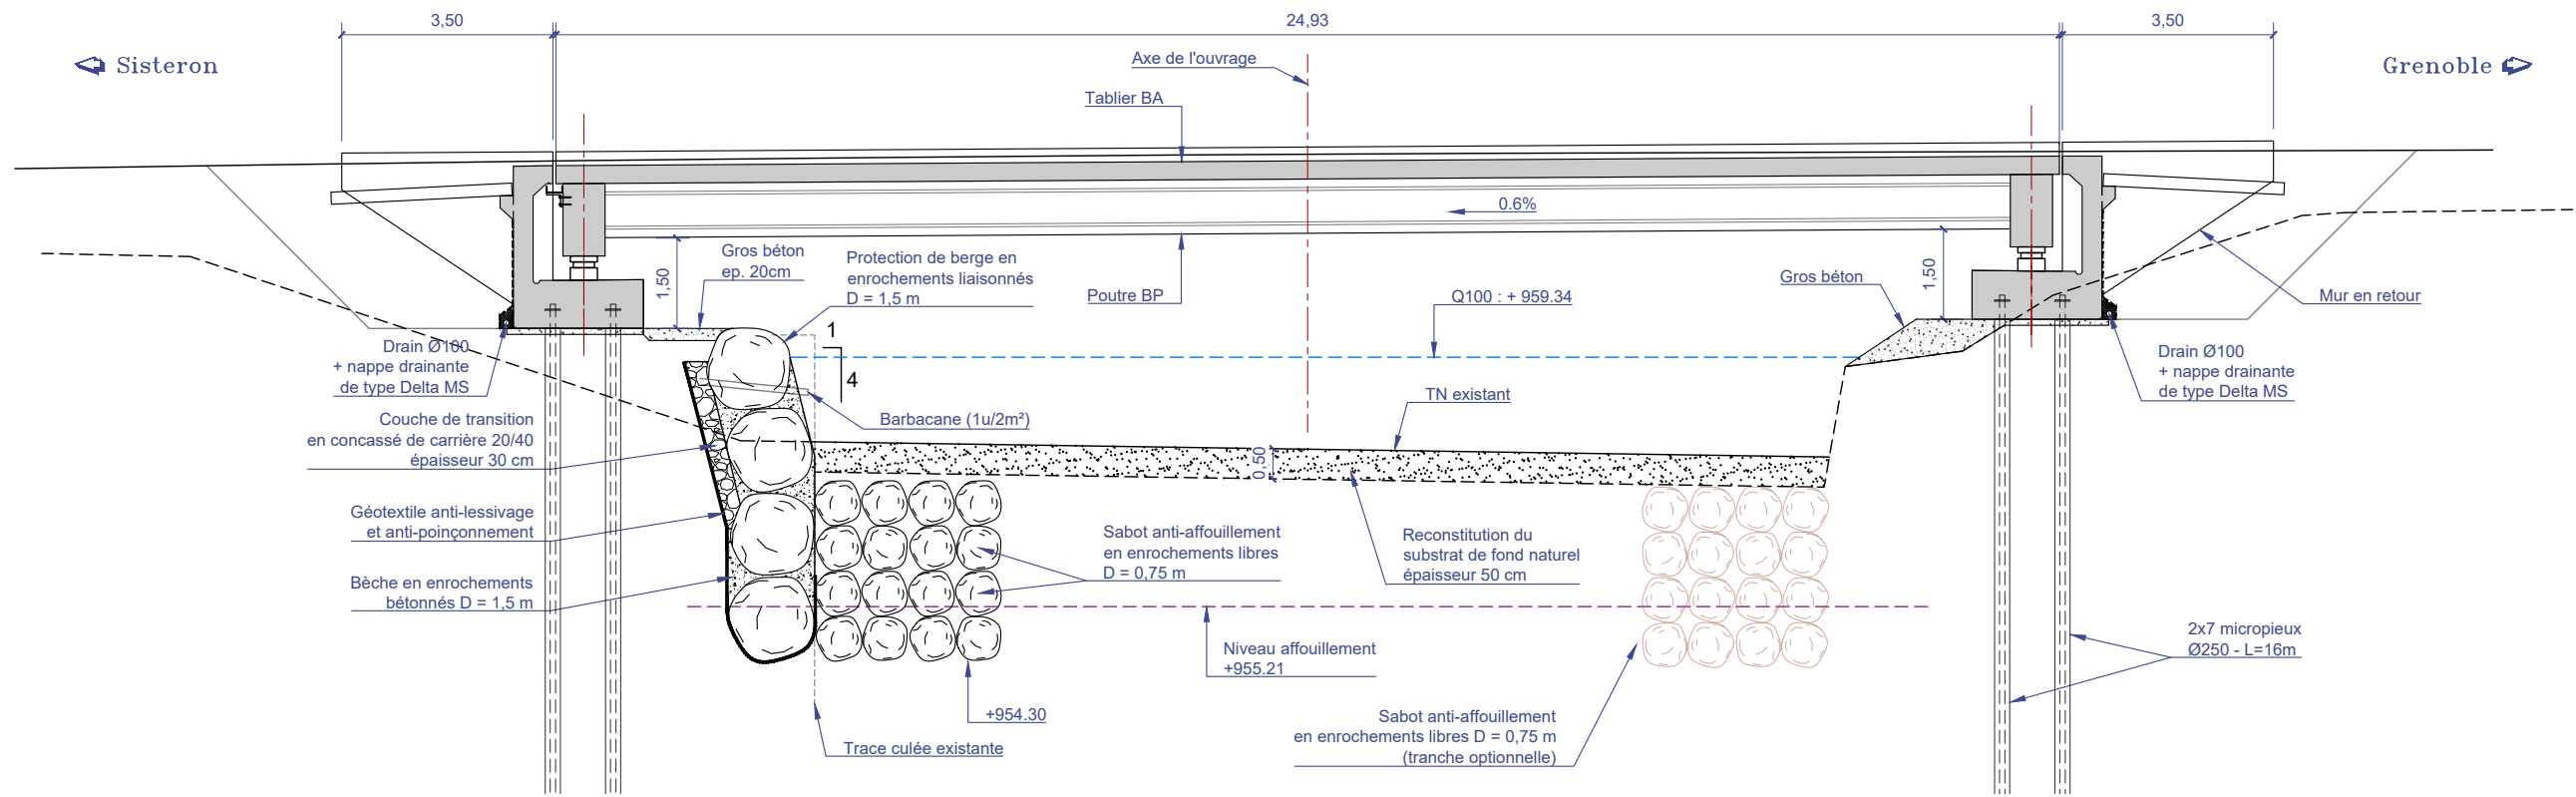 3,50
24,93
3,50
Sisteron
Axe de l'ouvrage
Grenoble
Tablier BA
0.6%
Gros béton
ep. 20cm
1,50
Protection de berge en
enrochements liaisonnés
D = 1,5 m
Poutre BP
Q100 : + 959.34
Gros béton
1,50
Mur en retour
1
4
Drain Ø100
+ nappe drainante
de type Delta MS
Drain Ø100
+ nappe drainante
de type Delta MS
Couche de transition
en concassé de carrière 20/40
épaisseur 30 cm
Barbacane (1u/2m²)
TN existant
0,50
Géotextile anti-lessivage
et anti-poinçonnement
Sabot anti-affouillement
en enrochements libres
D = 0,75 m
Reconstitution du
substrat de fond naturel
épaisseur 50 cm
Bèche en enrochements
bétonnés D = 1,5 m
Niveau affouillement
+955.21
2x7 micropieux
Ø250 - L=16m
+954.30
Trace culée existante
Sabot anti-affouillement
en enrochements libres D = 0,75 m
(tranche optionnelle)